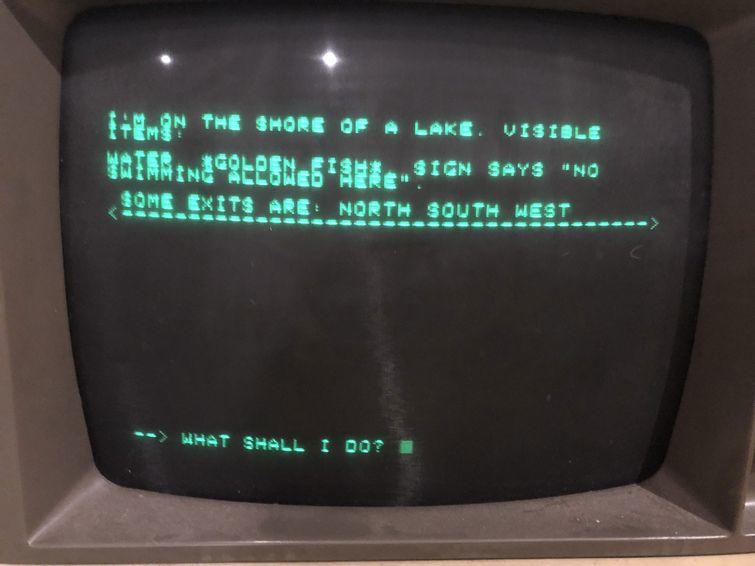 I'M ON THE SHORE OF A LAKE. VISIBLE
ITEMS:
WATER. *GOLDEN FISH*. SIGN SAYS "NO
SWIMMING ALLOWED HERE".
SOME EXITS ARE: NORTH SOUTH WEST
<----------------------------------->
--> WHAT SHALL I DO?